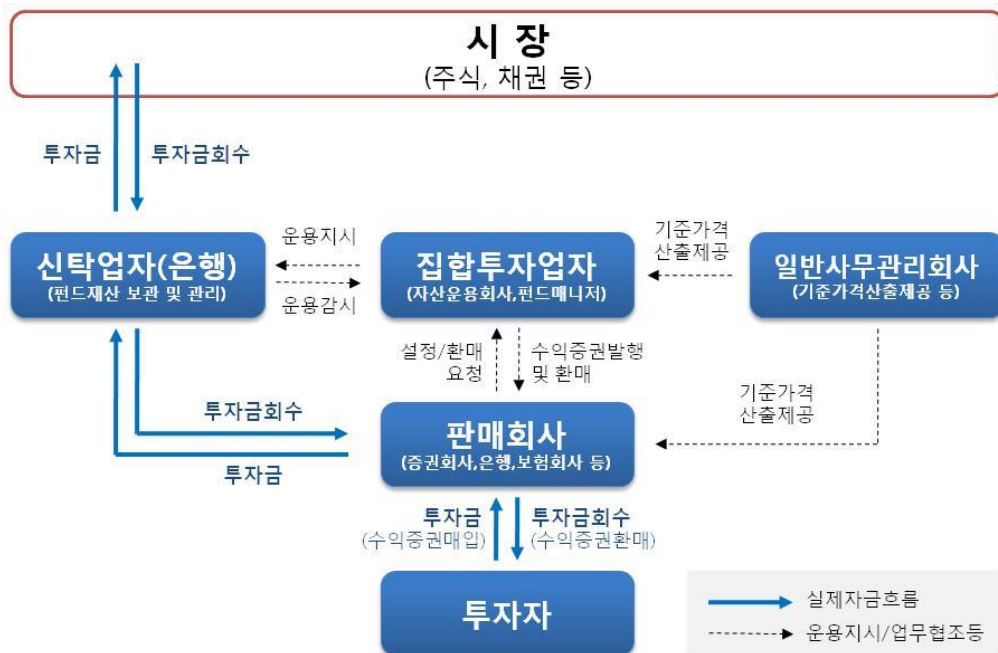 시 장
(주식, 채권 등)
투자금
투자금회수
신탁업자(은행)
(펀드재산 보관 및 관리)
운용지시
운용감시
집합투자업자
(자산운용회사,펀드매니저)
기준가격
산출제공
일반사무관리회사
(기준가격산출제공 등)
설정/환매
요청
수익증권발행
및 환매
기준가격
산출제공
투자금회수
투자금
판매회사
(증권회사,은행,보험회사 등)
투자금
(수익증권매입)
투자금회수
(수익증권환매)
투자자
실제자금흐름
운용지시/업무협조등